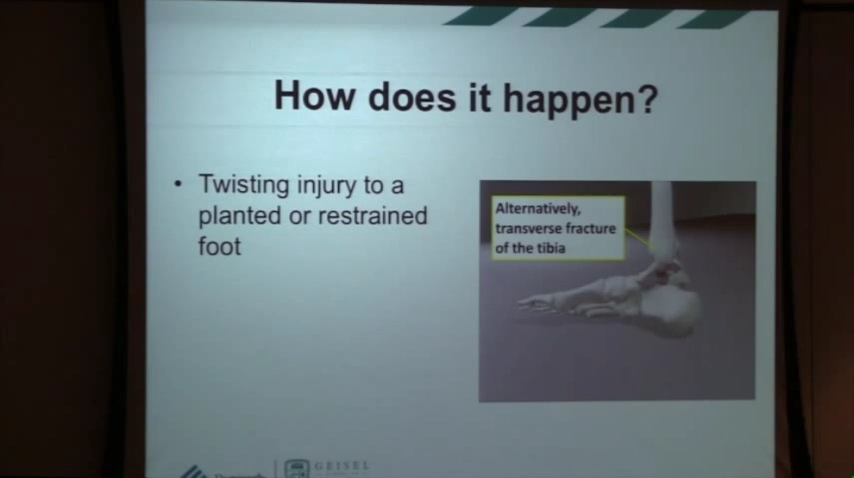 How does it happen?
• Twisting injury to a
planted or restrained
foot
Alternatively,
transverse fracture
of the tibia
GEISEL